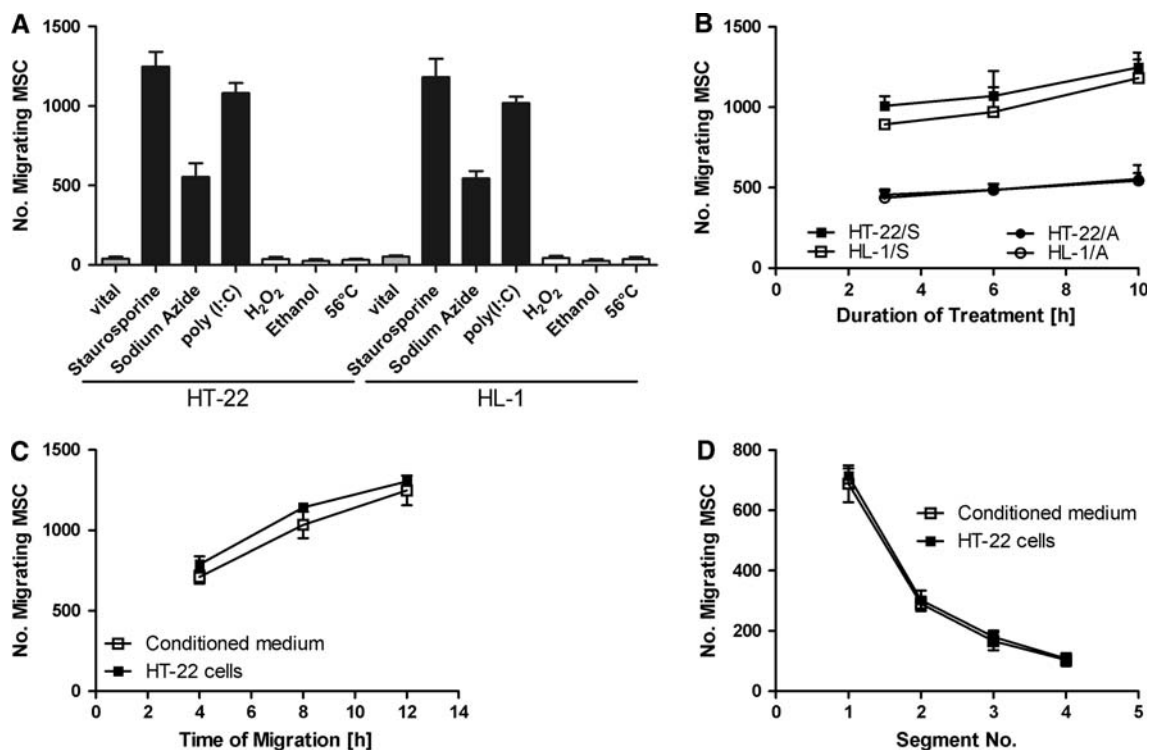 A
No. Migrating MSC
1500
1000
500
0
vital
Staurosporine
Sodium Azide
poly (I:C)
H₂O₂
Ethanol
56°C
vital
Staurosporine
Sodium Azide
poly(I:C)
H₂O₂
Ethanol
56°C
HT-22
HL-1
B
No. Migrating MSC
1500
1000
500
0
HT-22/S
HL-1/S
HT-22/A
HL-1/A
0 2 4 6 8 10
Duration of Treatment [h]
C
No. Migrating MSC
1500
1000
500
0
Conditioned medium
HT-22 cells
0 2 4 6 8 10 12 14
Time of Migration [h]
D
No. Migrating MSC
800
600
400
200
0
Conditioned medium
HT-22 cells
0 1 2 3 4 5
Segment No.